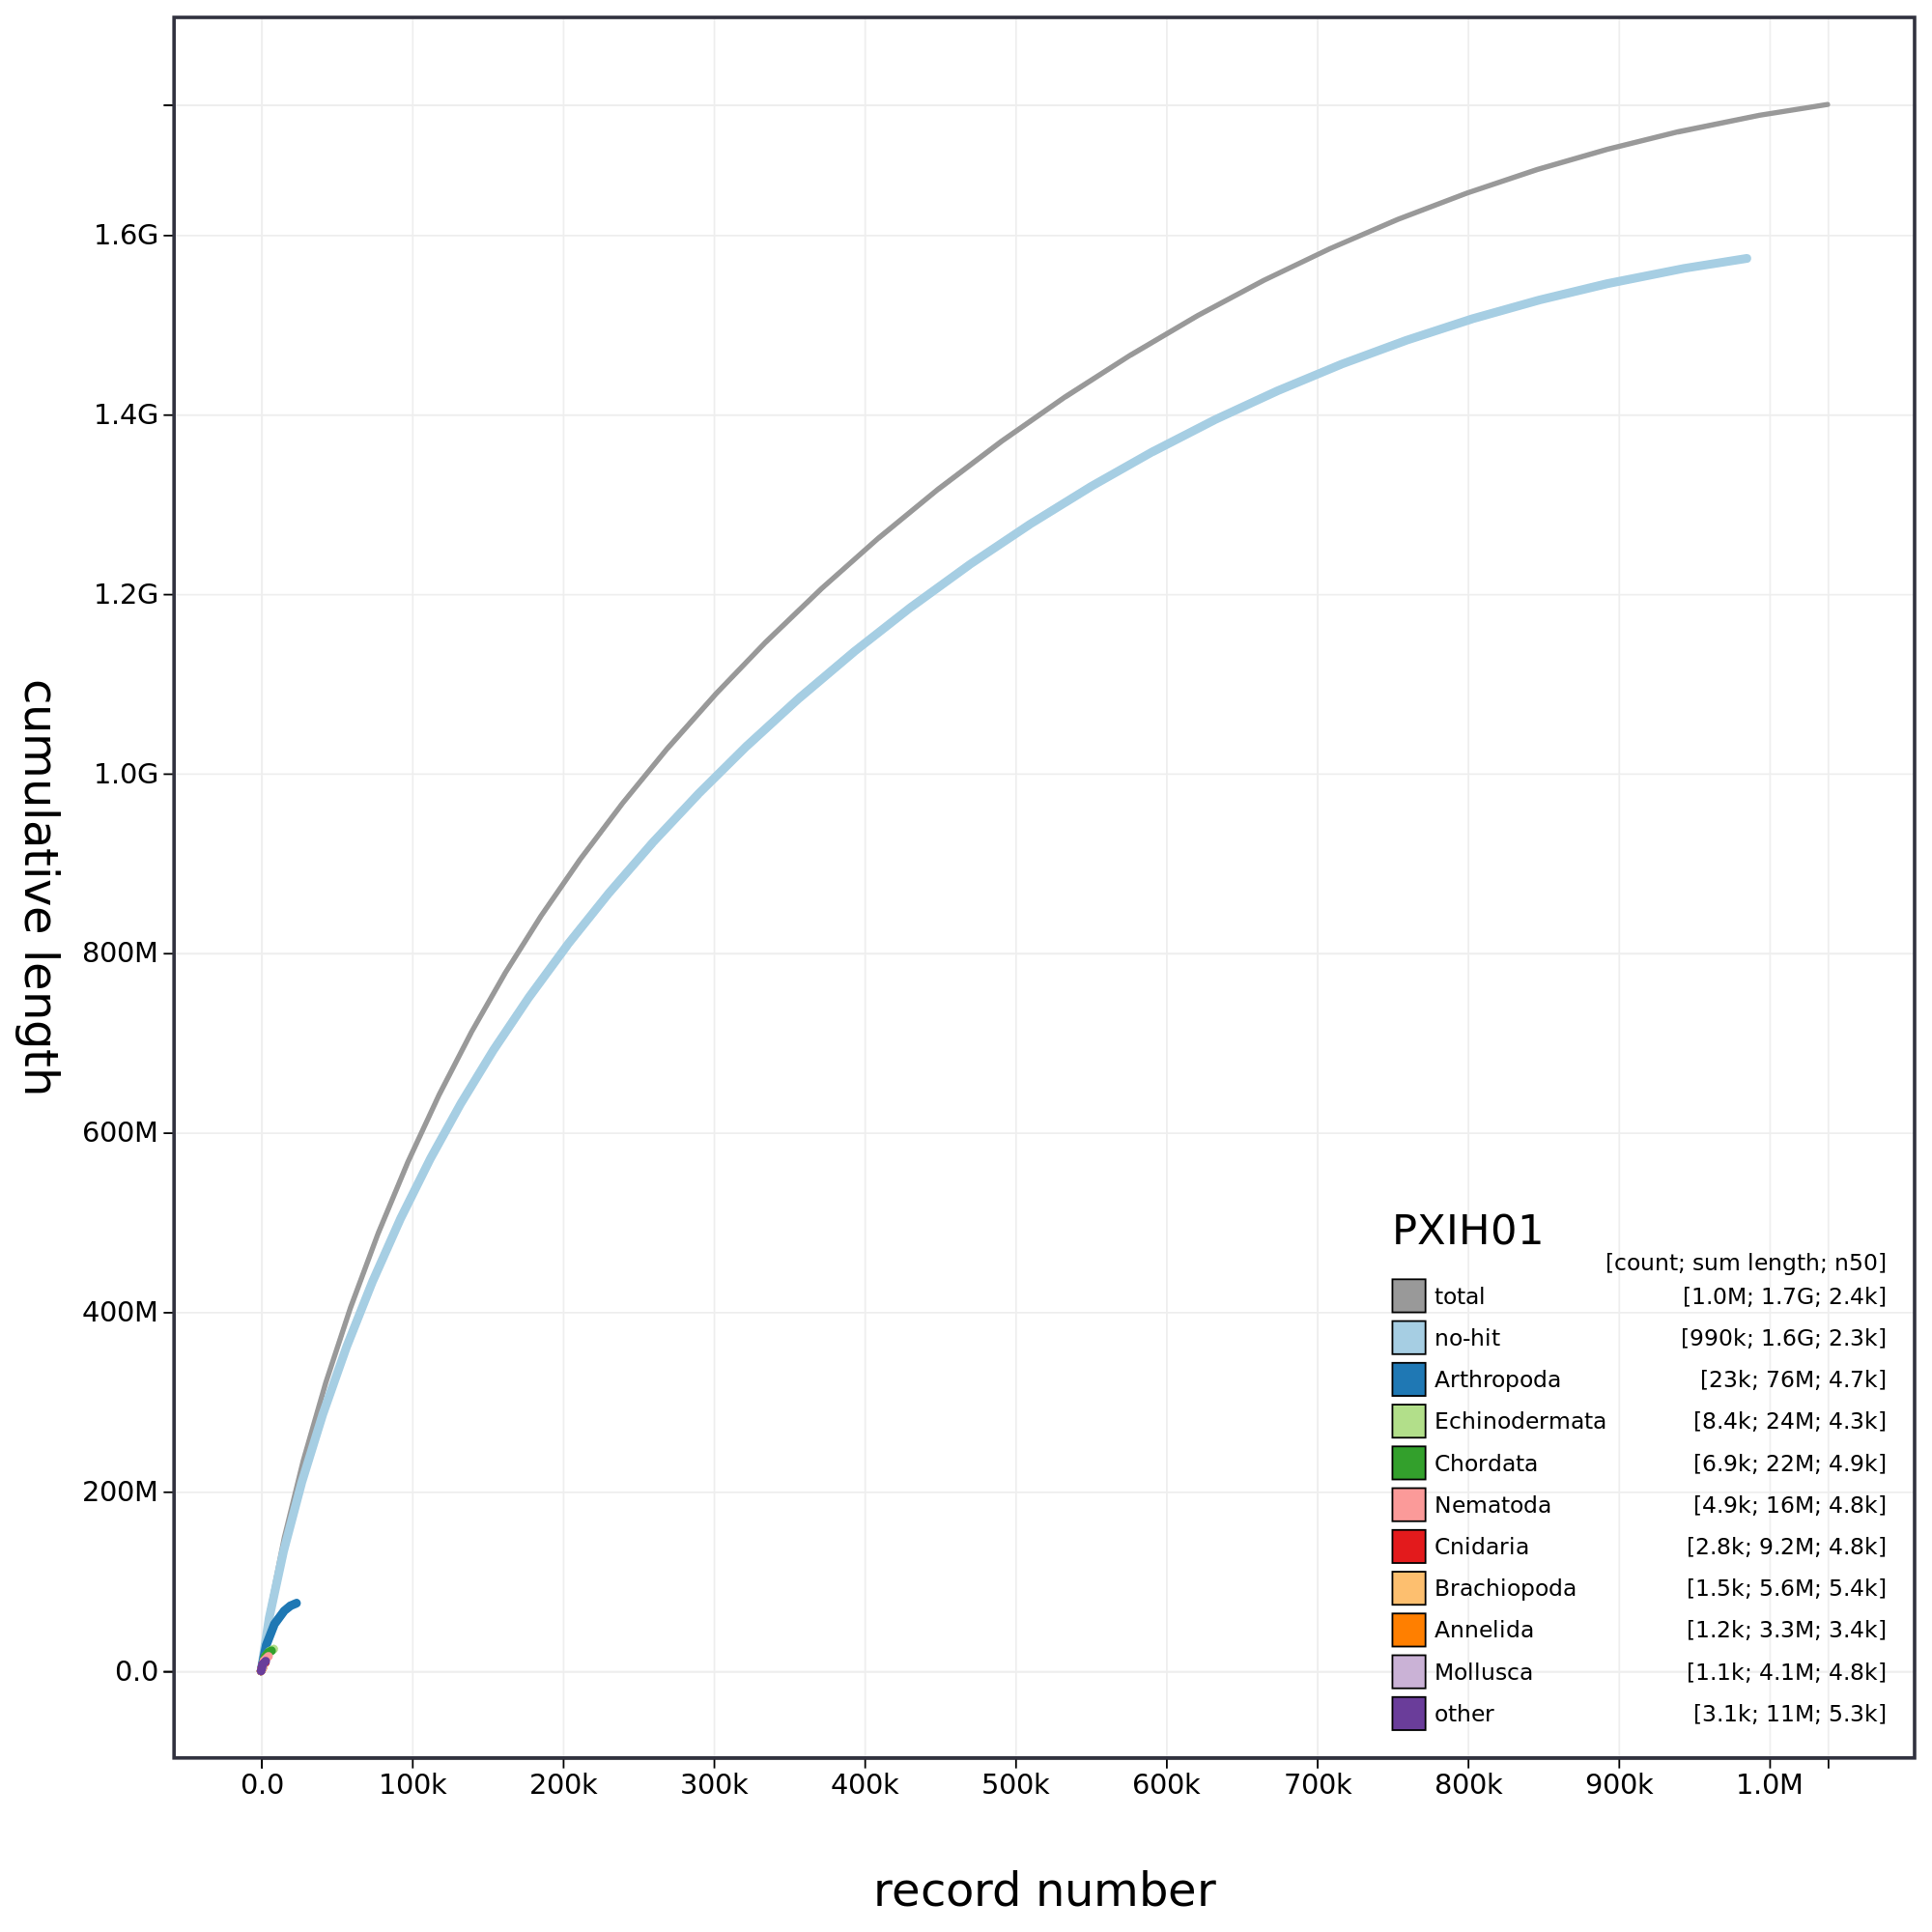 1.6G
1.4G
1.2G
1.0G
800M
600M
400M
200M
0.0
cumulative length
PXIH01
[count; sum length; n50]
total [1.0M; 1.7G; 2.4k]
no-hit [990k; 1.6G; 2.3k]
Arthropoda [23k; 76M; 4.7k]
Echinodermata [8.4k; 24M; 4.3k]
Chordata [6.9k; 22M; 4.9k]
Nematoda [4.9k; 16M; 4.8k]
Cnidaria [2.8k; 9.2M; 4.8k]
Brachiopoda [1.5k; 5.6M; 5.4k]
Annelida [1.2k; 3.3M; 3.4k]
Mollusca [1.1k; 4.1M; 4.8k]
other [3.1k; 11M; 5.3k]
0.0 100k 200k 300k 400k 500k 600k 700k 800k 900k 1.0M
record number